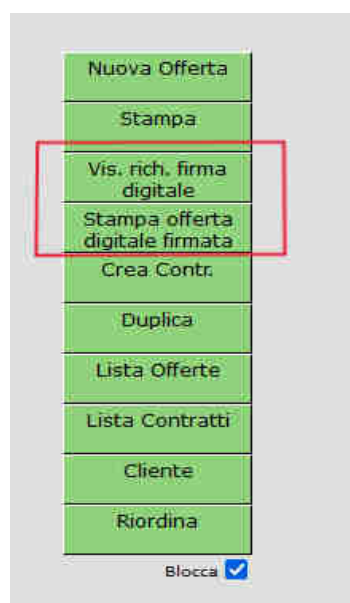 Nuova Offerta
Stampa
Vis. rich. firma
digitale
Stampa offerta
digitale firmata
Crea Contr.
Duplica
Lista Offerte
Lista Contratti
Cliente
Riordina
Blocca